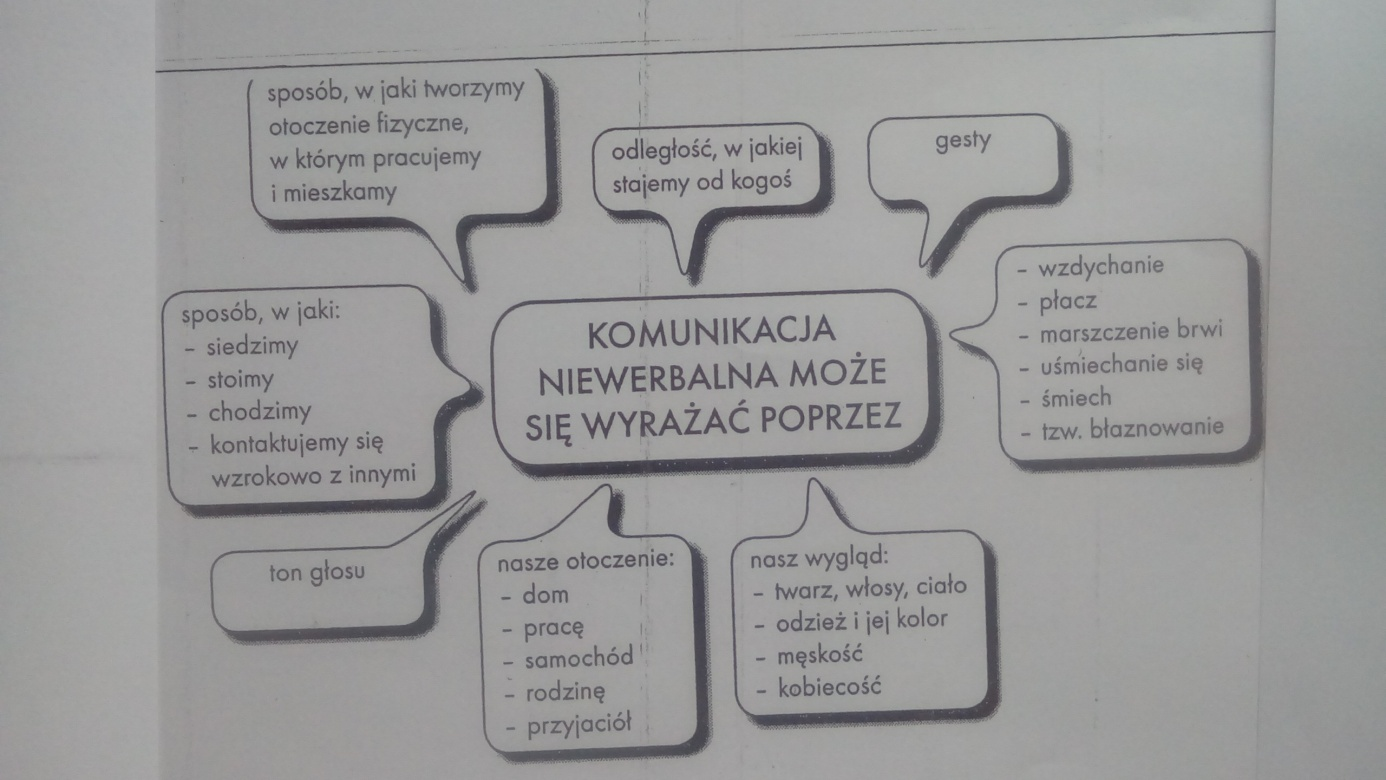 sposób, w jaki tworzymy
otoczenie fizyczne,
w którym pracujemy
i mieszkamy
odległość, w jakiej
stajemy od kogoś
gesty
sposób, w jaki:
- siedzimy
- stoimy
- chodzimy
- kontaktujemy się
wzrokowo z innymi
KOMUNIKACJA
NIEWERBALNA MOŻE
SIĘ WYRAŻAĆ POPRZEZ
- wzdychanie
- płacz
- marszczenie brwi
- uśmiechanie się
- śmiech
- tzw. błaznowanie
ton głosu
nasze otoczenie:
- dom
- pracę
- samochód
- rodzinę
- przyjaciół
nasz wygląd:
- twarz, włosy, ciało
- odzież i jej kolor
- męskość
- kobiecość